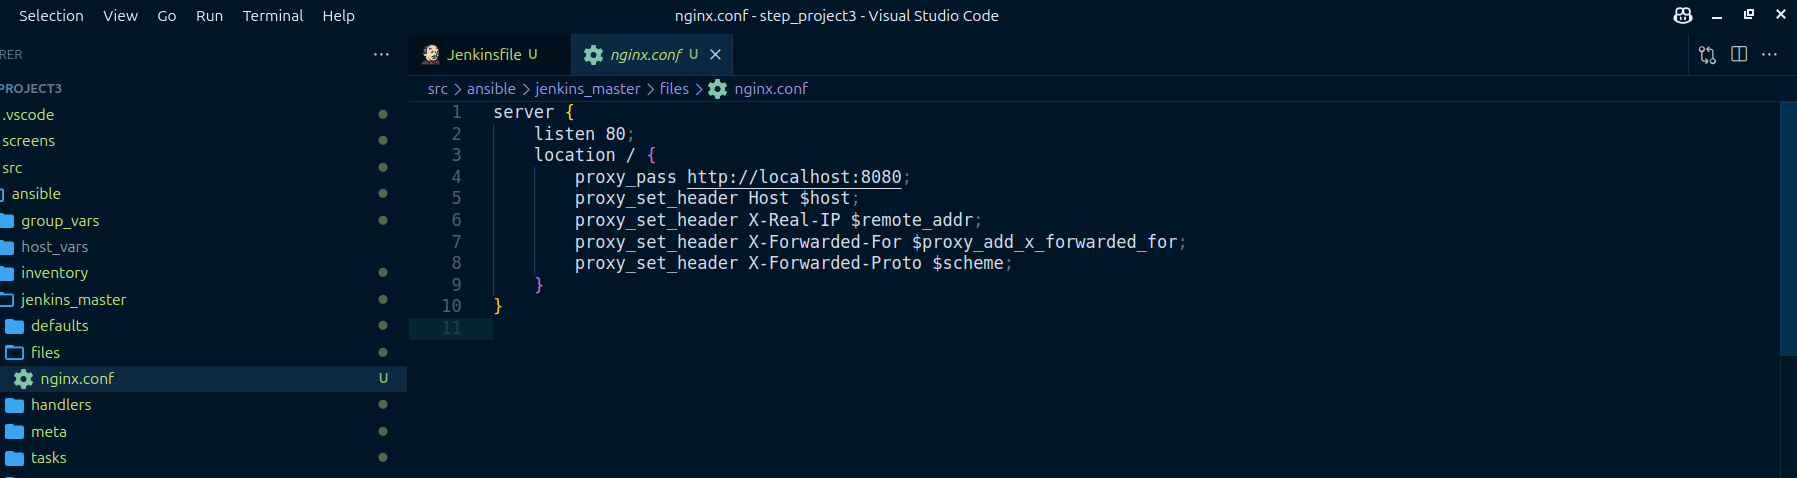 Selection View Go Run Terminal Help nginx.conf - step_project3 - Visual Studio Code
RER ···
PROJECT3
.vscode
screens
src
ansible
group_vars
host_vars
inventory
jenkins_master
defaults
files
nginx.conf U
handlers
meta
tasks
Jenkinsfile U nginx.conf U
src > ansible > jenkins_master > files > nginx.conf
1 server {
2 listen 80;
3 location / {
4 proxy_pass http://localhost:8080;
5 proxy_set_header Host $host;
6 proxy_set_header X-Real-IP $remote_addr;
7 proxy_set_header X-Forwarded-For $proxy_add_x_forwarded_for;
8 proxy_set_header X-Forwarded-Proto $scheme;
9 }
10 }
11